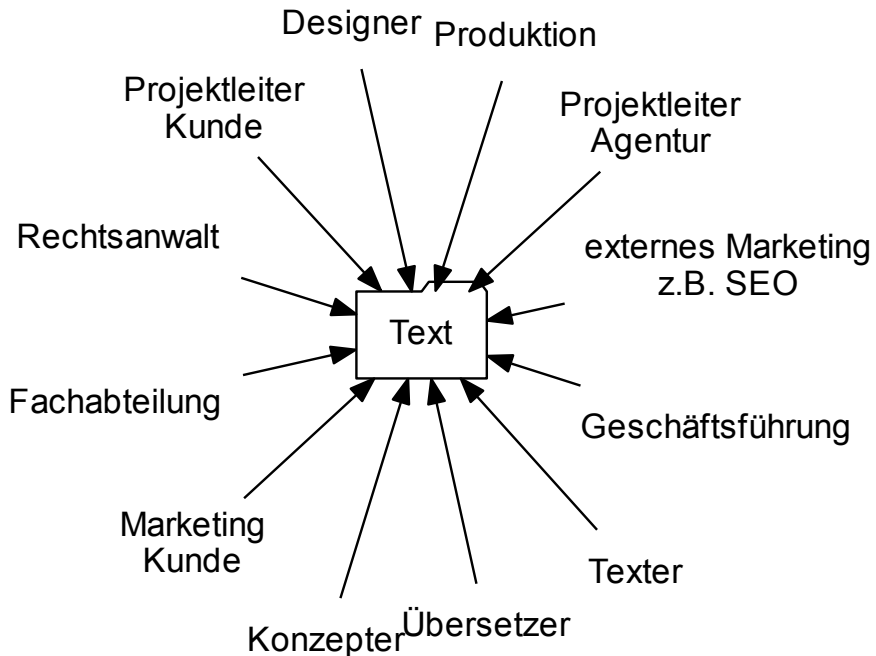 Designer
Produktion
Projektleiter
Kunde
Projektleiter
Agentur
Rechtsanwalt
externes Marketing
z.B. SEO
Text
Fachabteilung
Geschäftsführung
Marketing
Kunde
Texter
Konzepter
Übersetzer